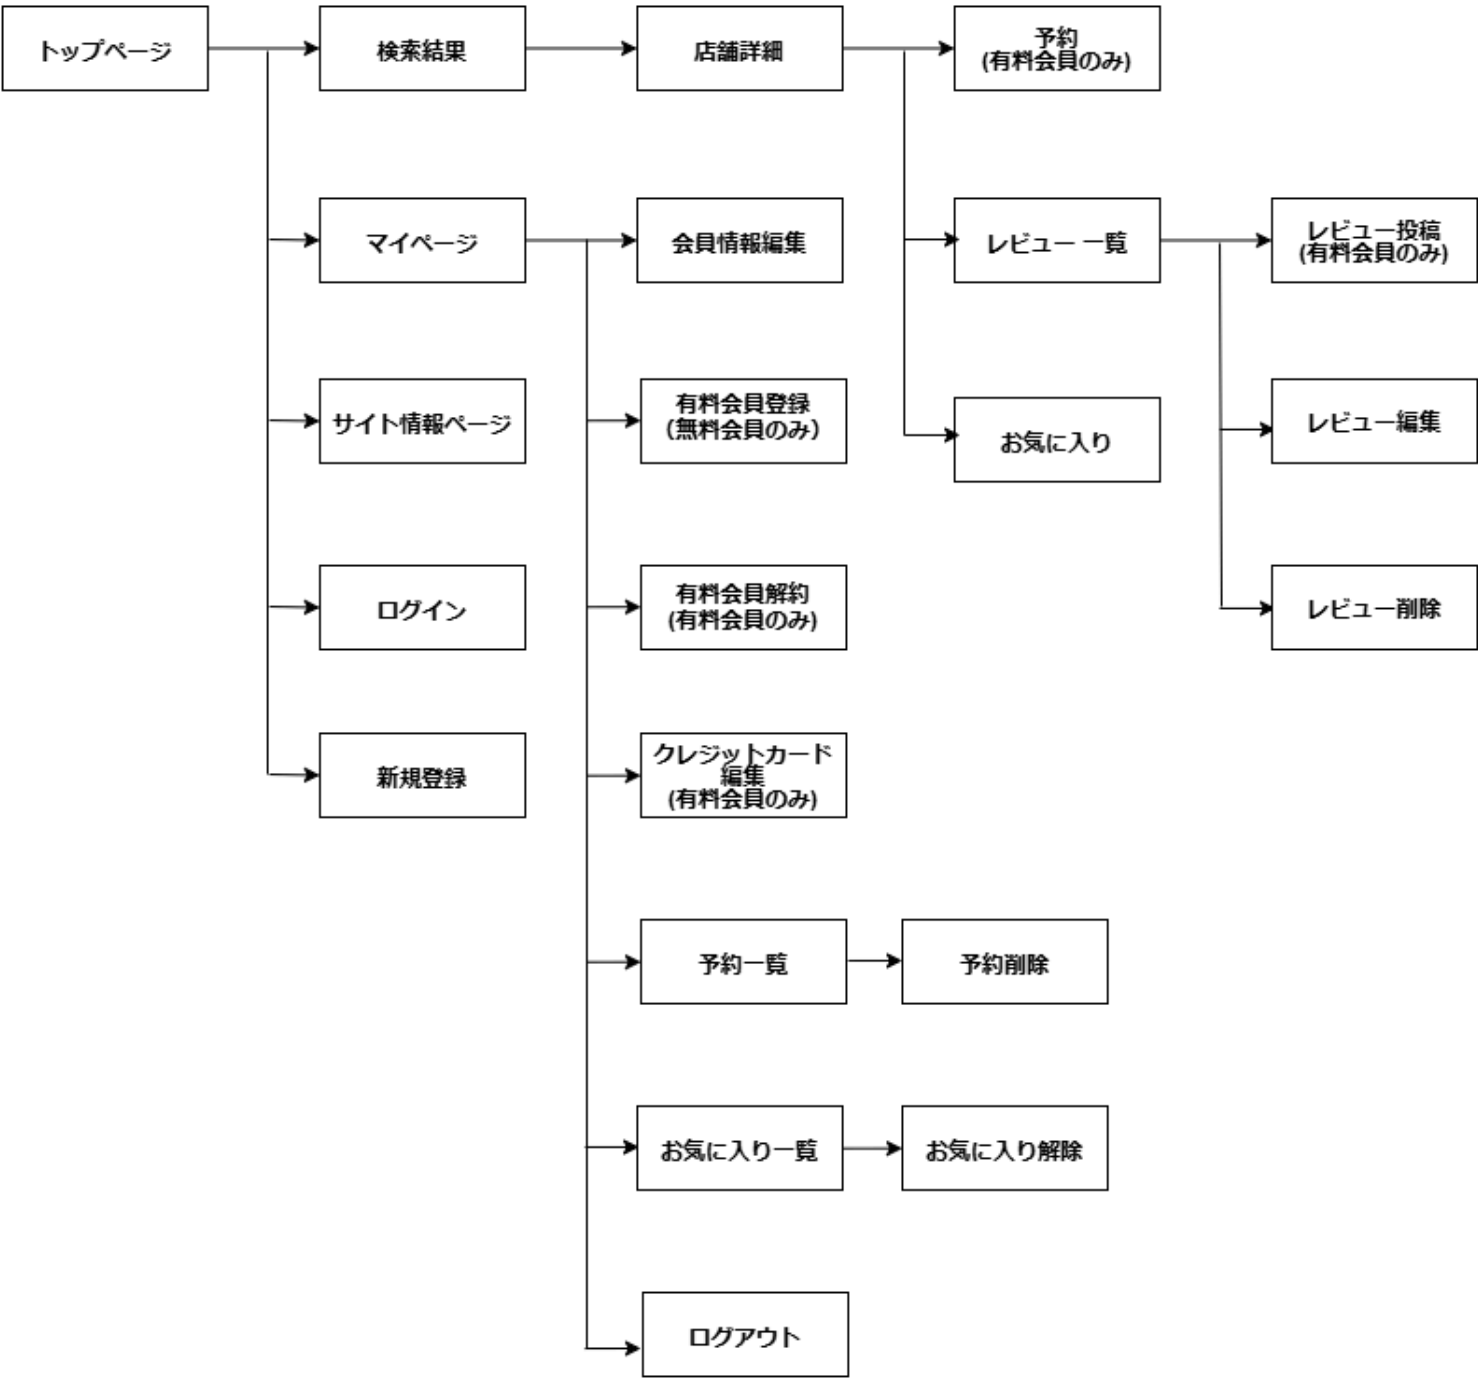 トップページ
検索結果
店舗詳細
予約
(有料会員のみ)
マイページ
会員情報編集
レビュー 一覧
レビュー投稿
(有料会員のみ)
サイト情報ページ
有料会員登録
（無料会員のみ）
お気に入り
レビュー編集
ログイン
有料会員解約
(有料会員のみ)
レビュー削除
新規登録
クレジットカード
編集
(有料会員のみ)
予約一覧
予約削除
お気に入り一覧
お気に入り解除
ログアウト